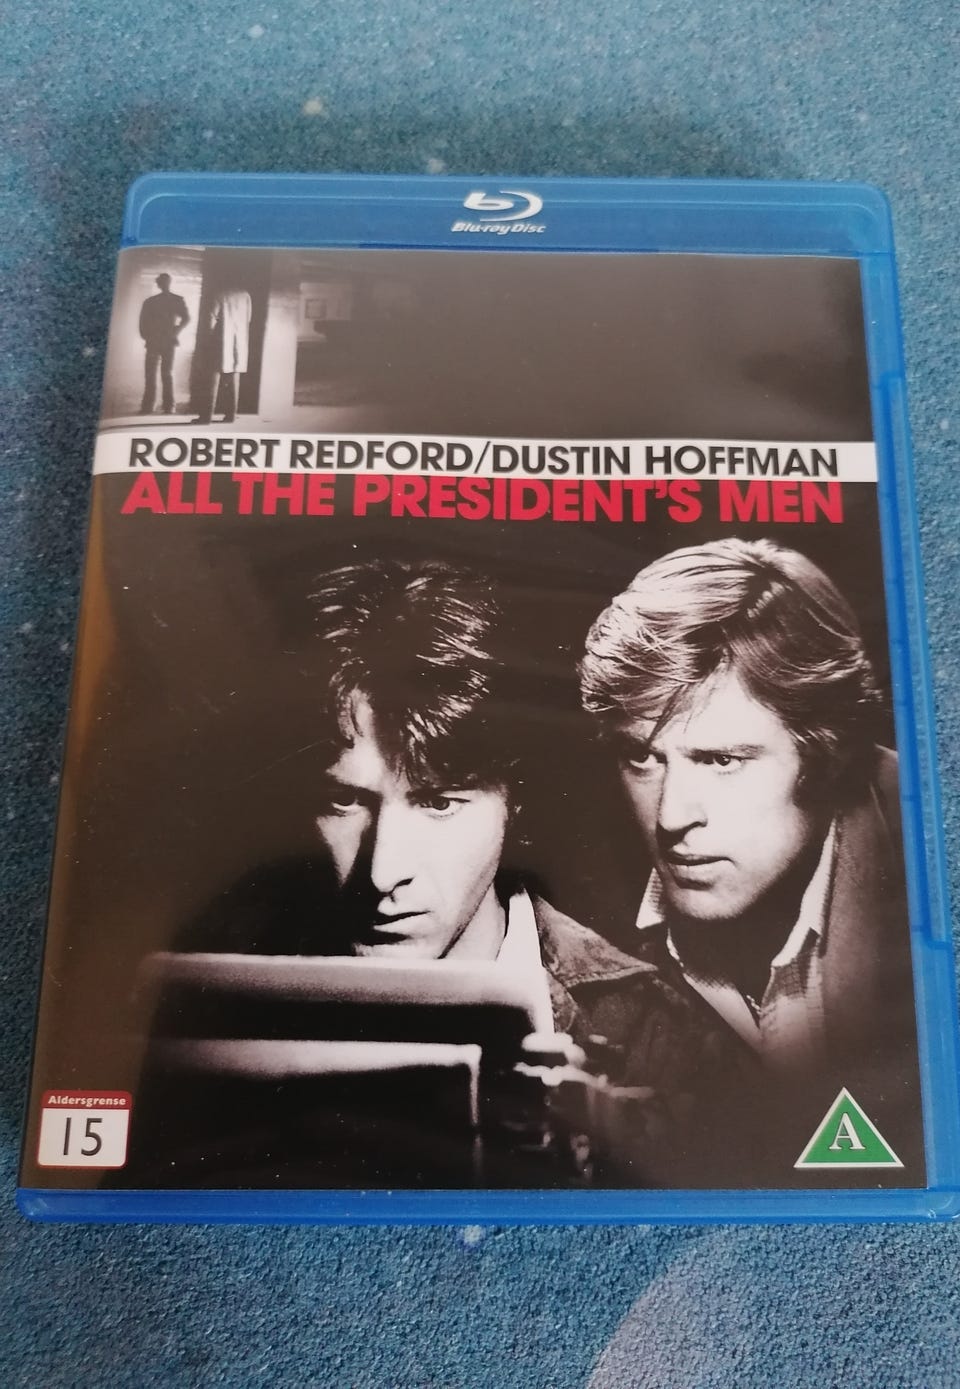 Blu-ray Disc
ROBERT REDFORD/DUSTIN HOFFMAN
ALL THE PRESIDENT'S MEN
Aldersgrense
15
A